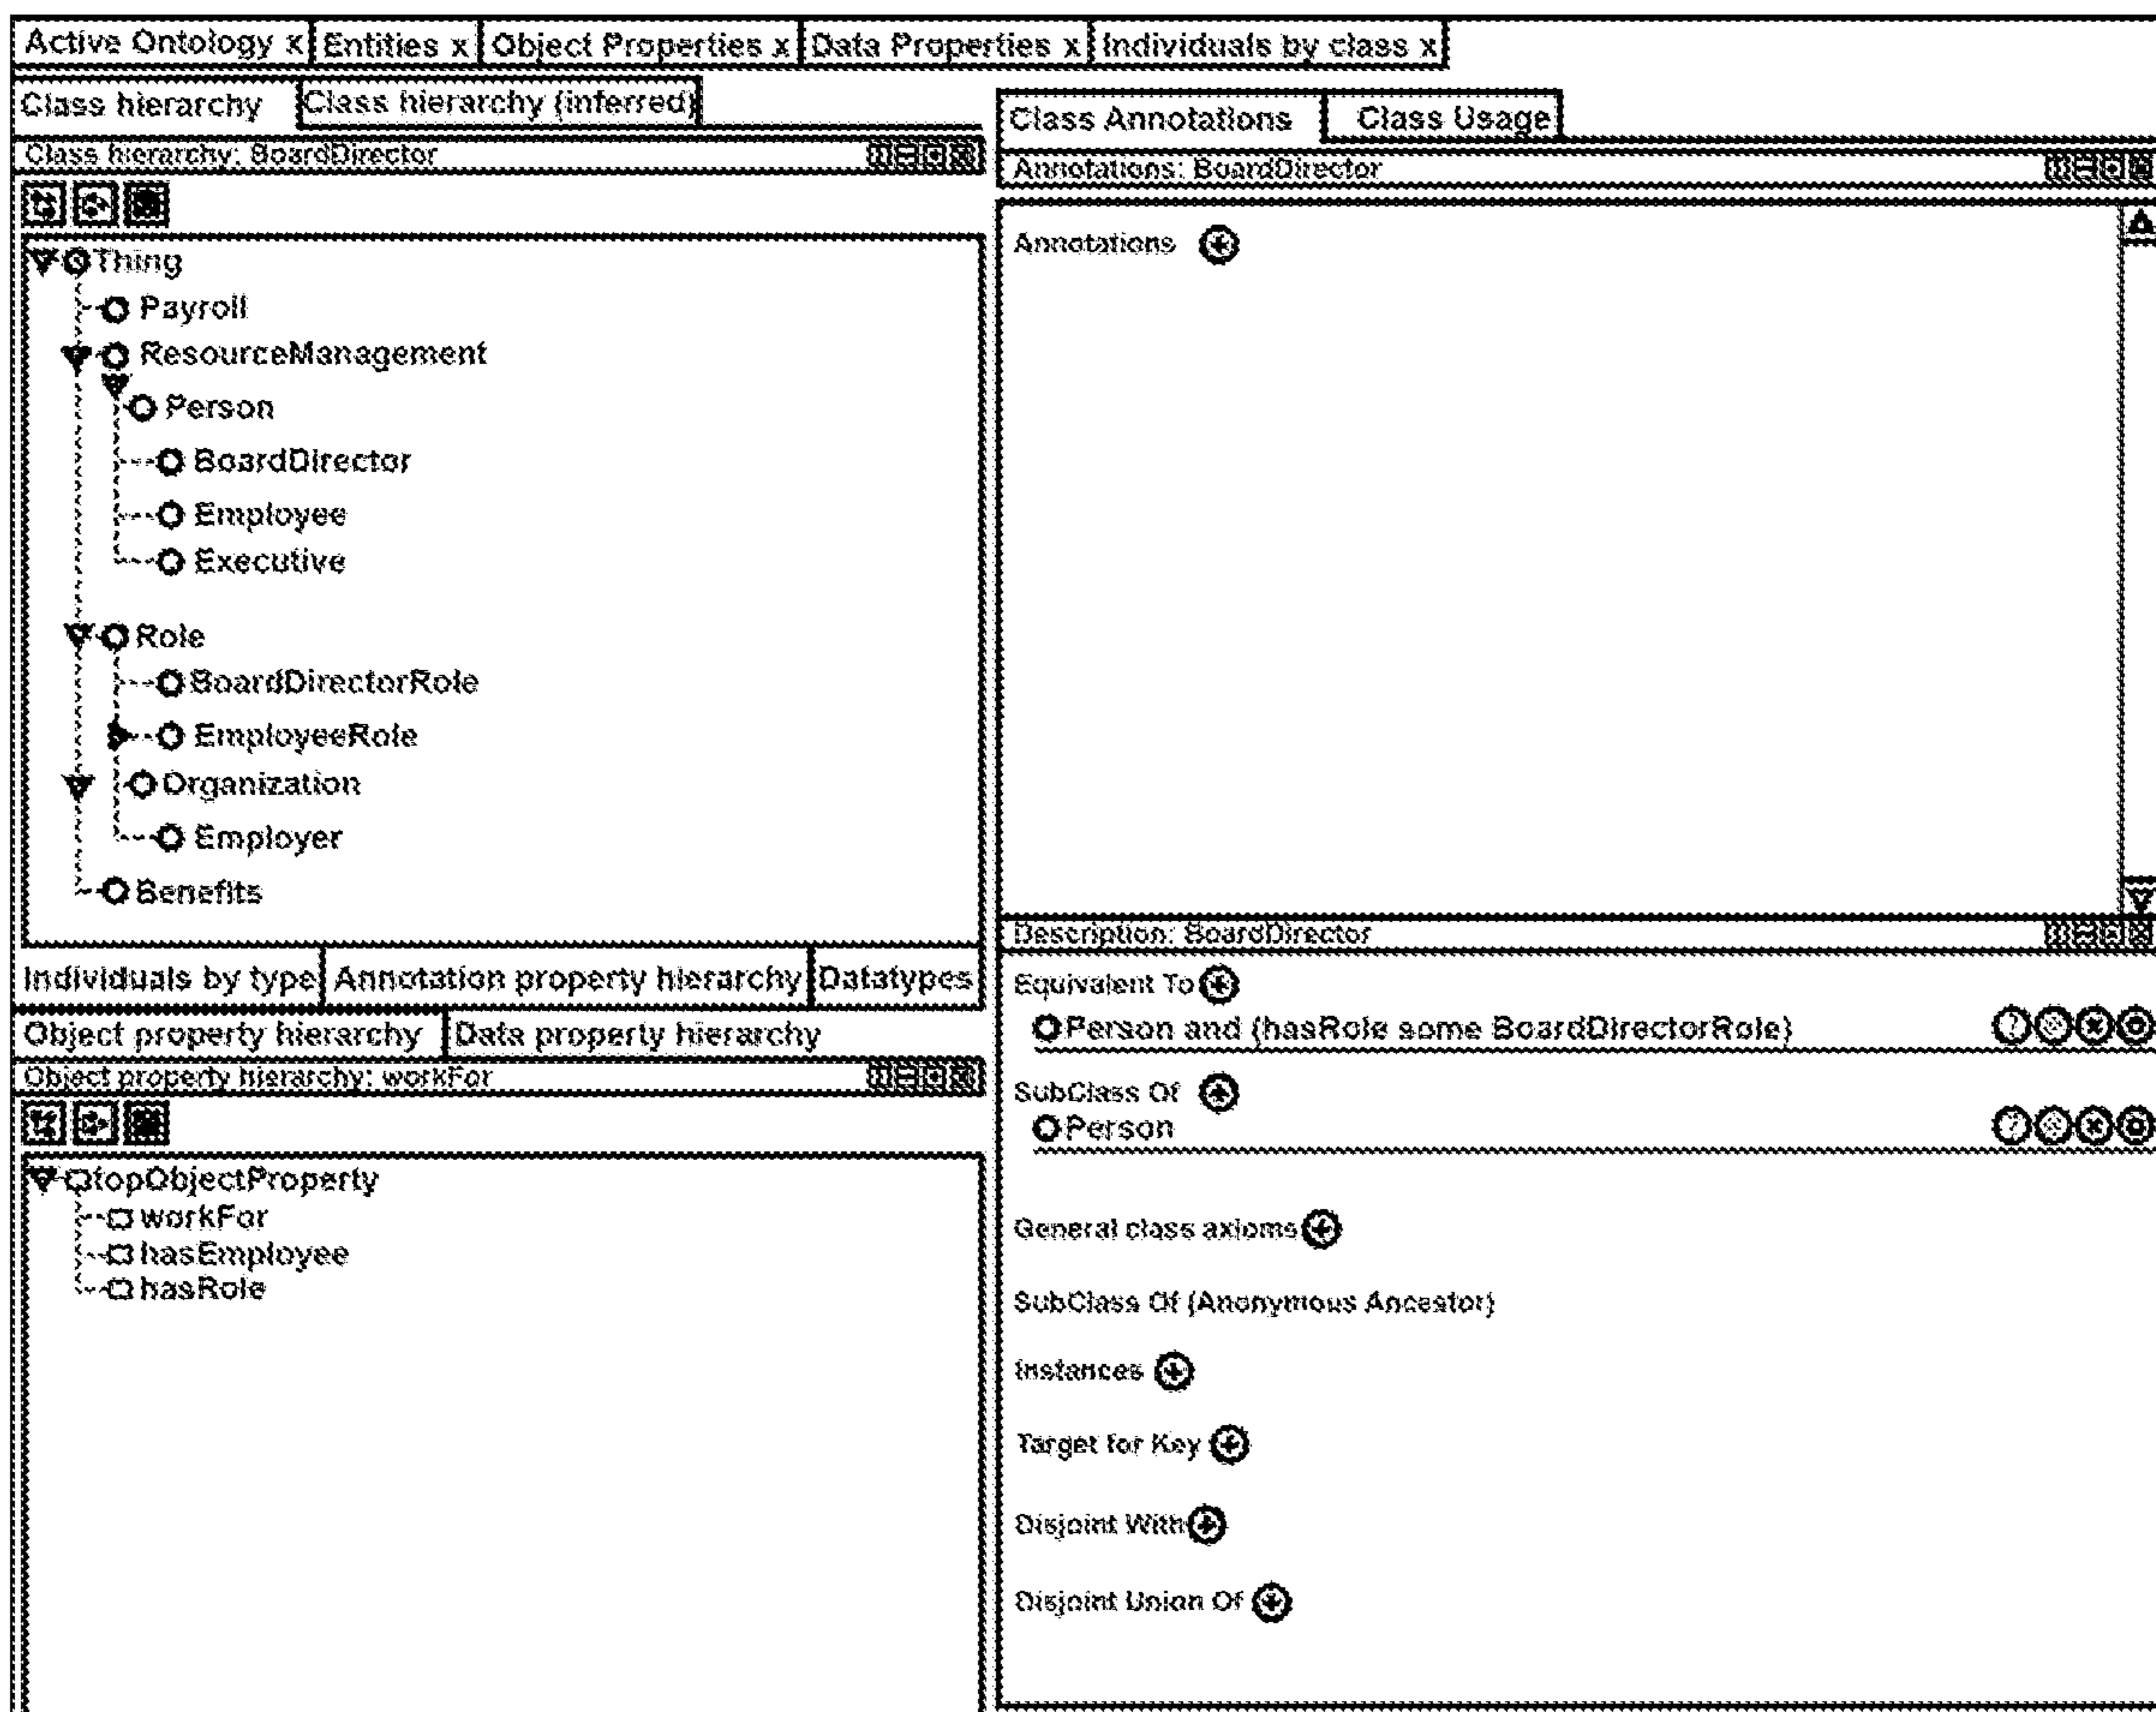 Active Ontology x Entities x Object Properties x Data Properties x Individuals by class x
Class hierarchy Class hierarchy (inferred)
Class hierarchy: BoardDirector
Thing
Payroll
ResourceManagement
Person
BoardDirector
Employee
Executive
Role
BoardDirectorRole
EmployeeRole
Organization
Employer
Benefits
Individuals by type Annotation property hierarchy Datatypes
Object property hierarchy Data property hierarchy
Object property hierarchy: workFor
topObjectProperty
workFor
hasEmployee
hasRole
Class Annotations Class Usage
Annotations: BoardDirector
Annotations
Description: BoardDirector
Equivalent To
Person and (hasRole some BoardDirectorRole)
SubClass Of
Person
General class axioms
SubClass Of (Anonymous Ancestor)
Instances
Target for Key
Disjoint With
Disjoint Union Of